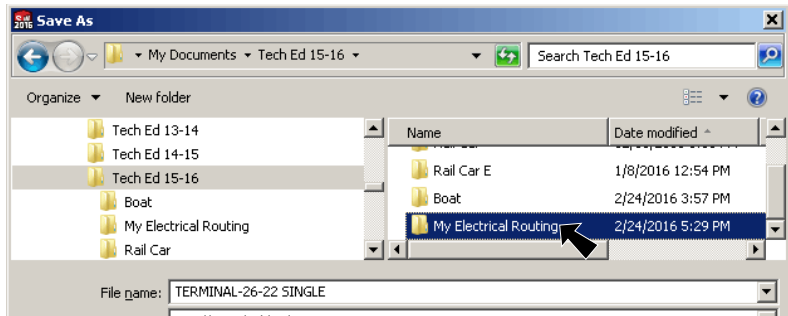 SW 2016 Save As
My Documents Tech Ed 15-16 Search Tech Ed 15-16
Organize New folder
Tech Ed 13-14
Tech Ed 14-15
Tech Ed 15-16
Boat
My Electrical Routing
Rail Car
Name Date modified
Rail Car E 1/8/2016 12:54 PM
Boat 2/24/2016 3:57 PM
My Electrical Routing 2/24/2016 5:29 PM
File name: TERMINAL-26-22 SINGLE